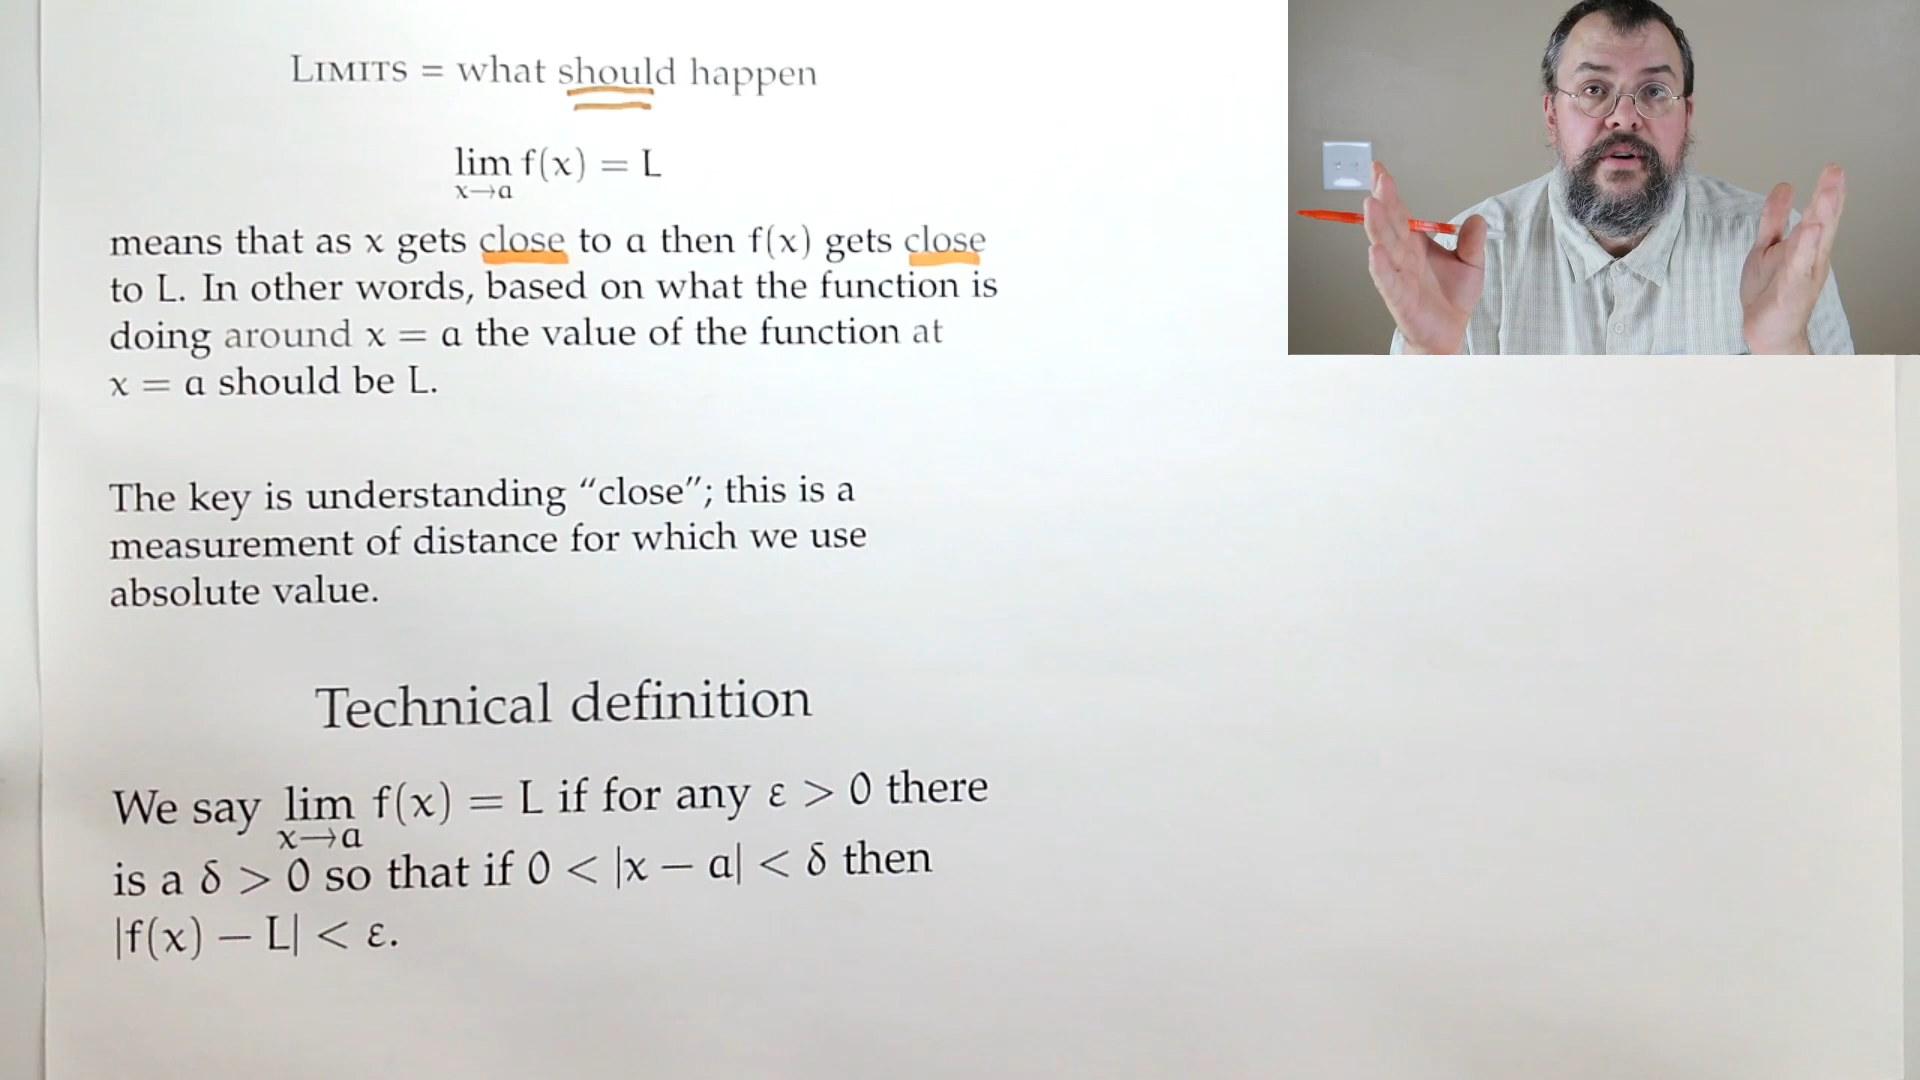 LIMITS = what should happen
lim f(x) = L
x→a
means that as x gets close to a then f(x) gets close
to L. In other words, based on what the function is
doing around x = a the value of the function at
x = a should be L.
The key is understanding “close”; this is a
measurement of distance for which we use
absolute value.
Technical definition
We say lim f(x) = L if for any ε > 0 there
x→a
is a δ > 0 so that if 0 < |x − a| < δ then
|f(x) − L| < ε.